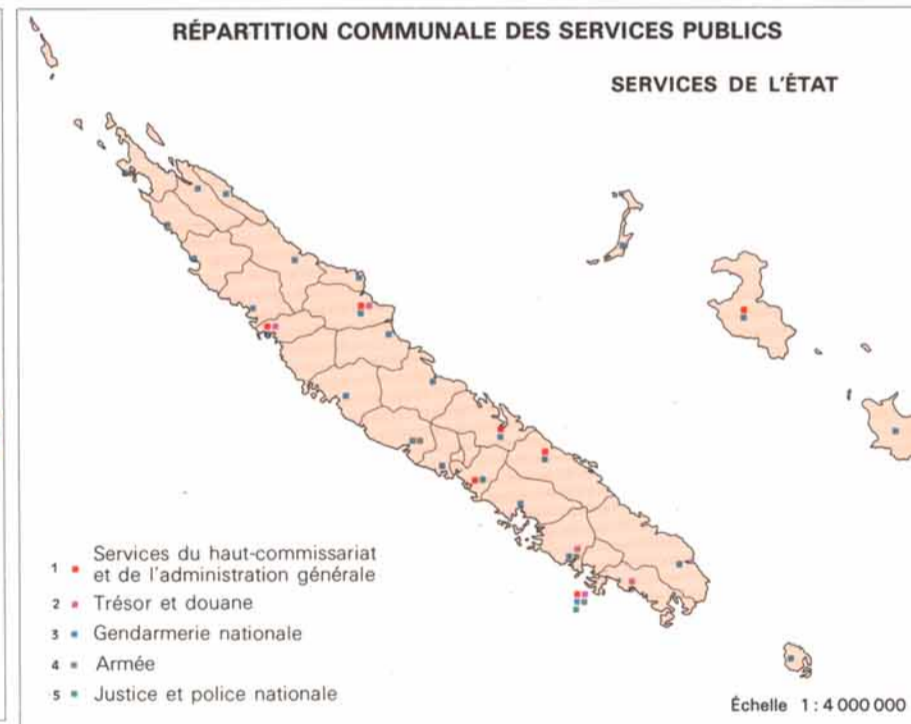 RÉPARTITION COMMUNALE DES SERVICES PUBLICS
SERVICES DE L'ÉTAT
1 Services du haut-commissariat
et de l'administration générale
2 Trésor et douane
3 Gendarmerie nationale
4 Armée
5 Justice et police nationale
Échelle 1 : 4 000 000